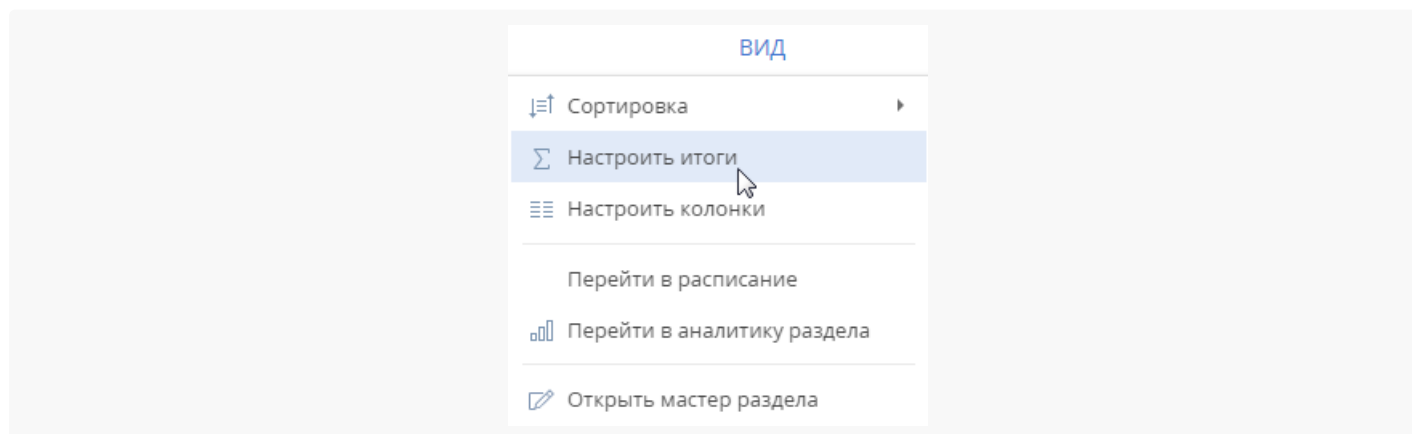 ВИД
Сортировка
Настроить итоги
Настроить колонки
Перейти в расписание
Перейти в аналитику раздела
Открыть мастер раздела